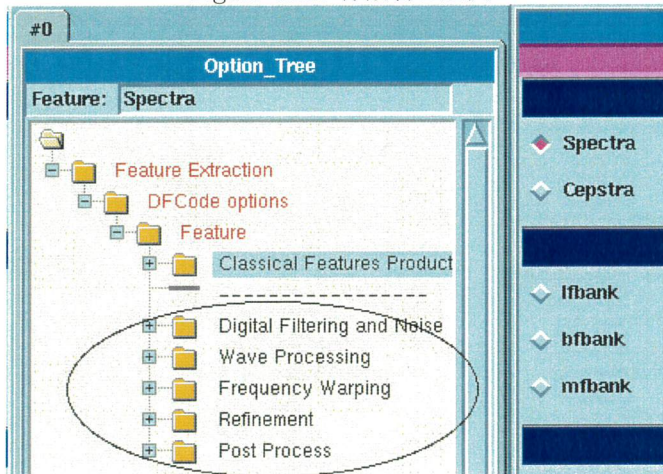 #0
Option_Tree
Feature: Spectra
Feature Extraction
DFCode options
Feature
Classical Features Product
Digital Filtering and Noise
Wave Processing
Frequency Warping
Refinement
Post Process
Spectra
Cepstra
lfbank
bfbank
mfbank